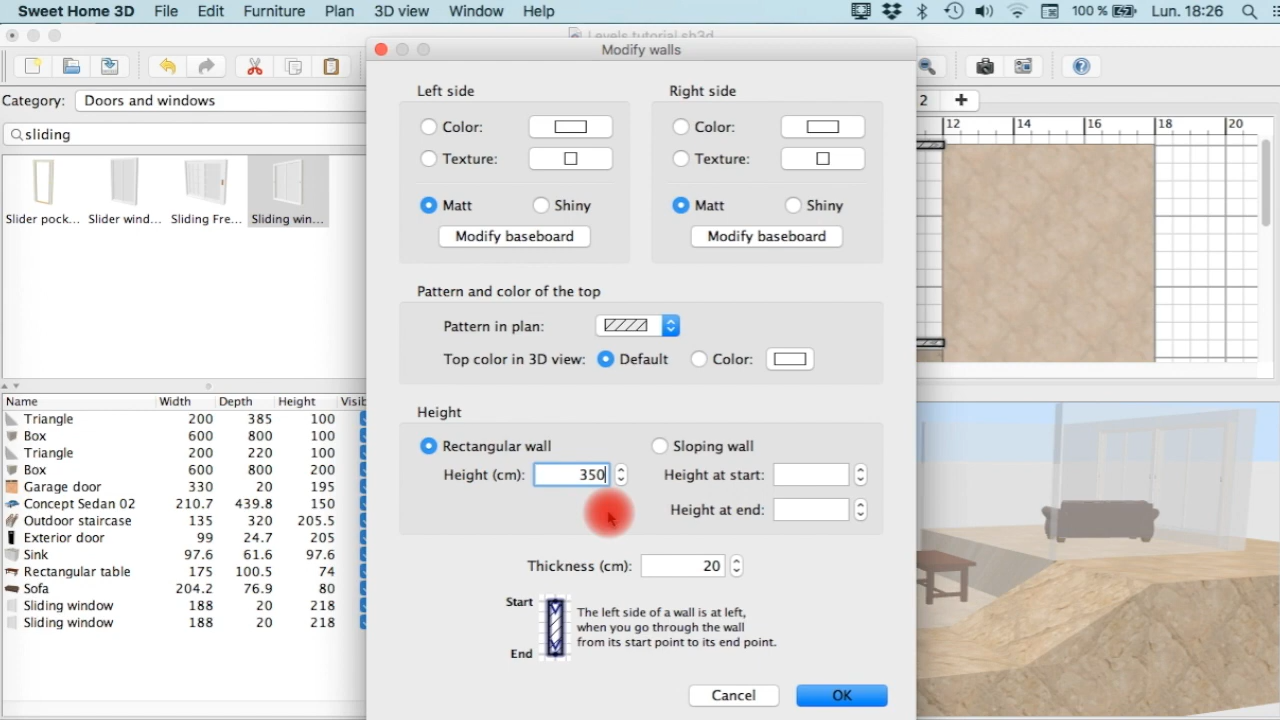 Sweet Home 3D File Edit Furniture Plan 3D view Window Help 100 % Lun. 18:26
Levels tutorial.sh3d
Modify walls
Category: Doors and windows
2
sliding
12 14 16 18 20
Slider pock... Slider wind... Sliding Fre... Sliding win...
Left side Right side
Color: Color:
Texture: Texture:
Matt Shiny Matt Shiny
Modify baseboard Modify baseboard
Pattern and color of the top
Pattern in plan:
Top color in 3D view: Default Color:
Height
Rectangular wall Sloping wall
Height (cm): 350 Height at start:
Height at end:
Thickness (cm): 20
Start
End
The left side of a wall is at left,
when you go through the wall
from its start point to its end point.
Cancel OK
Name Width Depth Height Visib
Triangle 200 385 100
Box 600 800 100
Triangle 200 220 100
Box 600 800 200
Garage door 330 20 195
Concept Sedan 02 210.7 439.8 150
Outdoor staircase 135 320 205.5
Exterior door 99 24.7 205
Sink 97.6 61.6 97.6
Rectangular table 175 100.5 74
Sofa 204.2 76.9 80
Sliding window 188 20 218
Sliding window 188 20 218